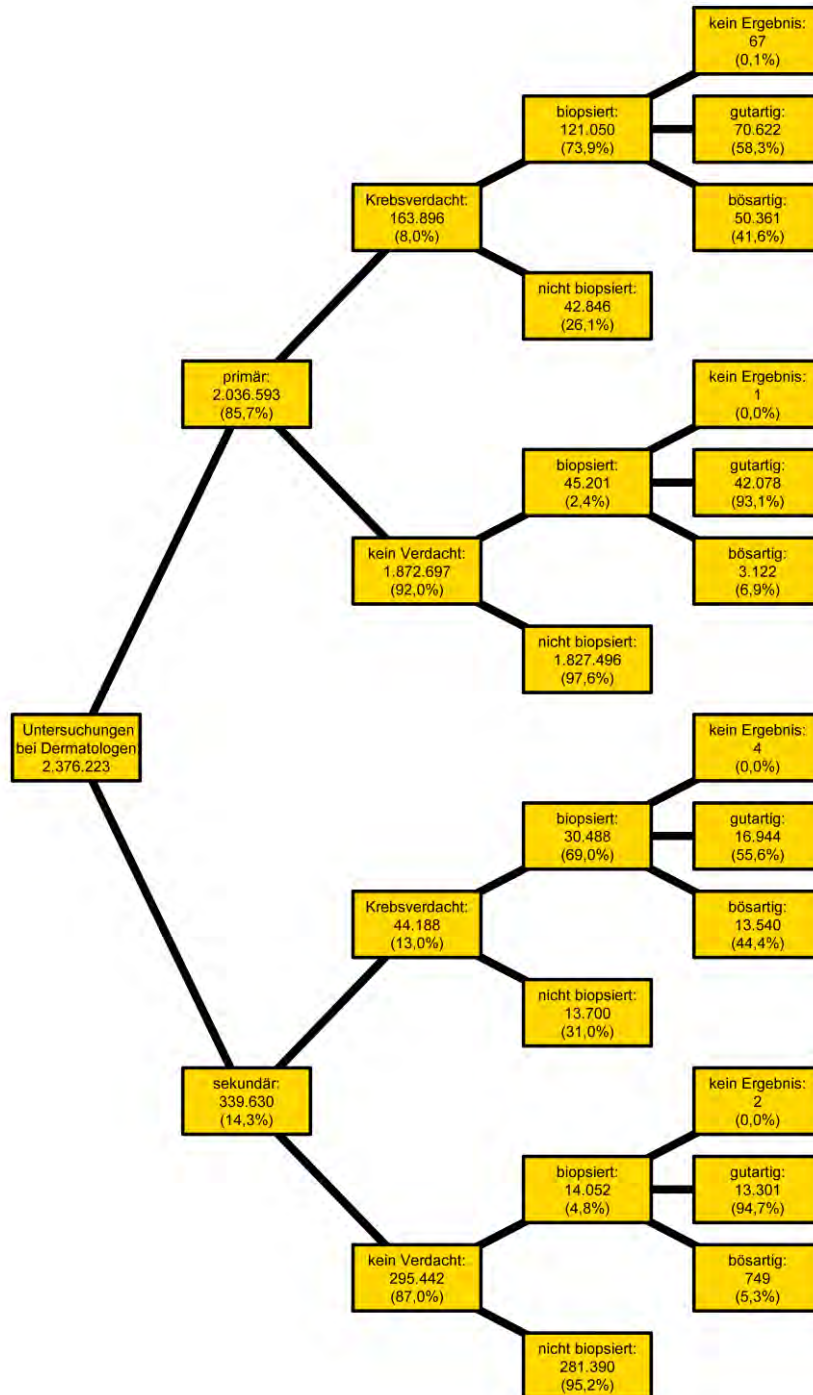 kein Ergebnis:
67
(0,1%)
biopsiert:
121.050
(73,9%)
gutartig:
70.622
(58,3%)
Krebsverdacht:
163.896
(8,0%)
bösartig:
50.361
(41,6%)
nicht biopsiert:
42.846
(26,1%)
primär:
2.036.593
(85,7%)
kein Ergebnis:
1
(0,0%)
biopsiert:
45.201
(2,4%)
gutartig:
42.078
(93,1%)
kein Verdacht:
1.872.697
(92,0%)
bösartig:
3.122
(6,9%)
nicht biopsiert:
1.827.496
(97,6%)
Untersuchungen
bei Dermatologen:
2.376.223
kein Ergebnis:
4
(0,0%)
biopsiert:
30.488
(69,0%)
gutartig:
16.944
(55,6%)
Krebsverdacht:
44.188
(13,0%)
bösartig:
13.540
(44,4%)
nicht biopsiert:
13.700
(31,0%)
sekundär:
339.630
(14,3%)
kein Ergebnis:
2
(0,0%)
biopsiert:
14.052
(4,8%)
gutartig:
13.301
(94,7%)
kein Verdacht:
295.442
(87,0%)
bösartig:
749
(5,3%)
nicht biopsiert:
281.390
(95,2%)